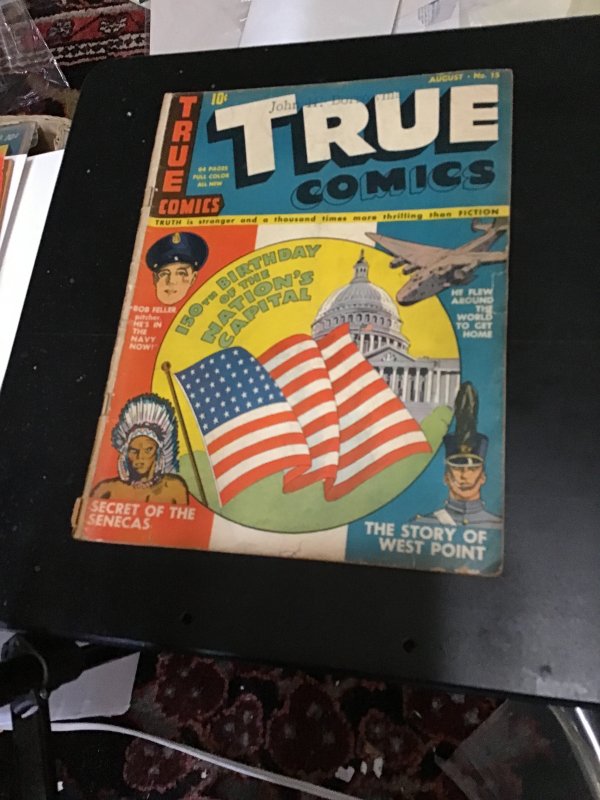 AUGUST · No. 15
10¢
TRUE
COMICS
John
TRUE
COMICS
64 PAGES
FULL COLOR
ALL NEW
TRUTH is stranger and a thousand times more thrilling than FICTION
150TH BIRTHDAY
OF THE
NATION'S
CAPITAL
"BOB FELLER
pitcher,
HE'S IN
THE
NAVY
NOW!"
HE FLEW
AROUND
THE
WORLD
TO GET
HOME
SECRET OF THE
SENECAS
THE STORY OF
WEST POINT